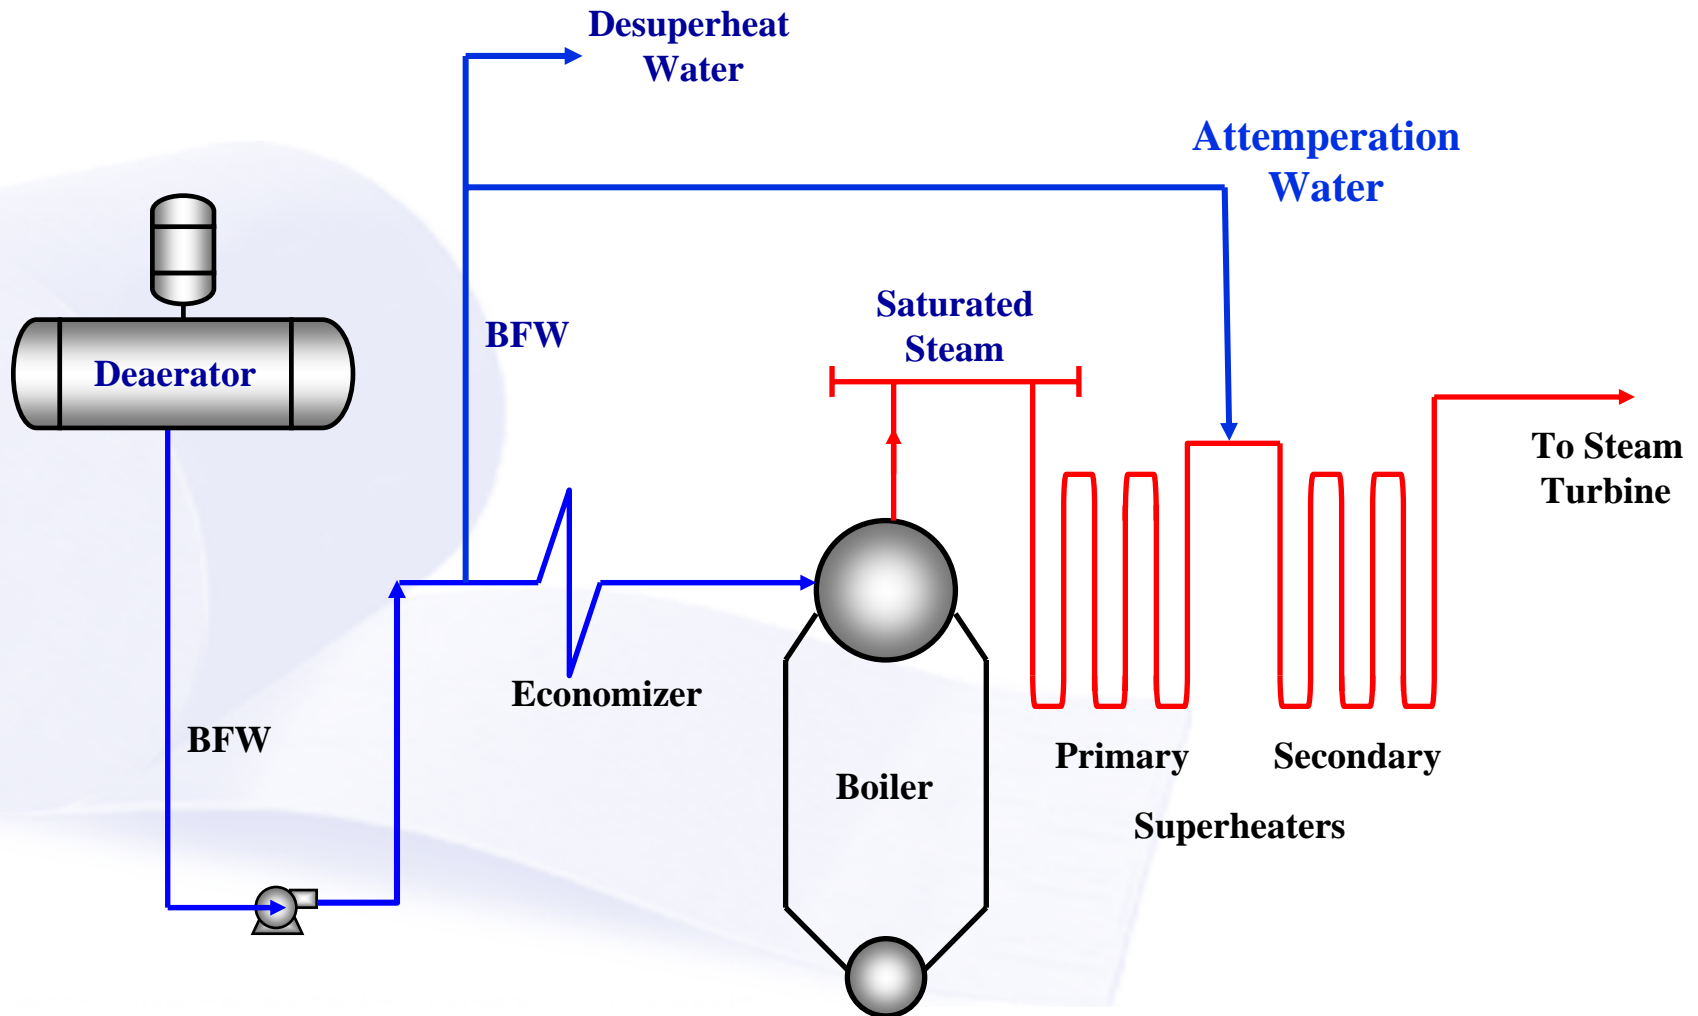 Desuperheat
Water
Attemperation
Water
Saturated
Steam
BFW
Deaerator
To Steam
Turbine
Economizer
BFW
Primary
Secondary
Boiler
Superheaters